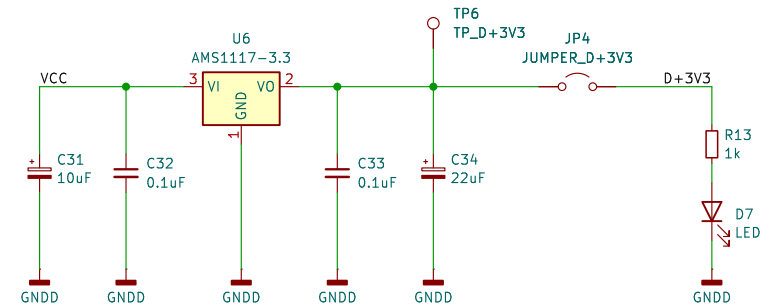 TP6
TP_D+3V3
U6
AMS1117-3.3
JP4
JUMPER_D+3V3
VCC
3
VI
VO
2
GND
1
D+3V3
C31
10uF
C32
0.1uF
C33
0.1uF
C34
22uF
R13
1k
D7
LED
GNDD
GNDD
GNDD
GNDD
GNDD
GNDD